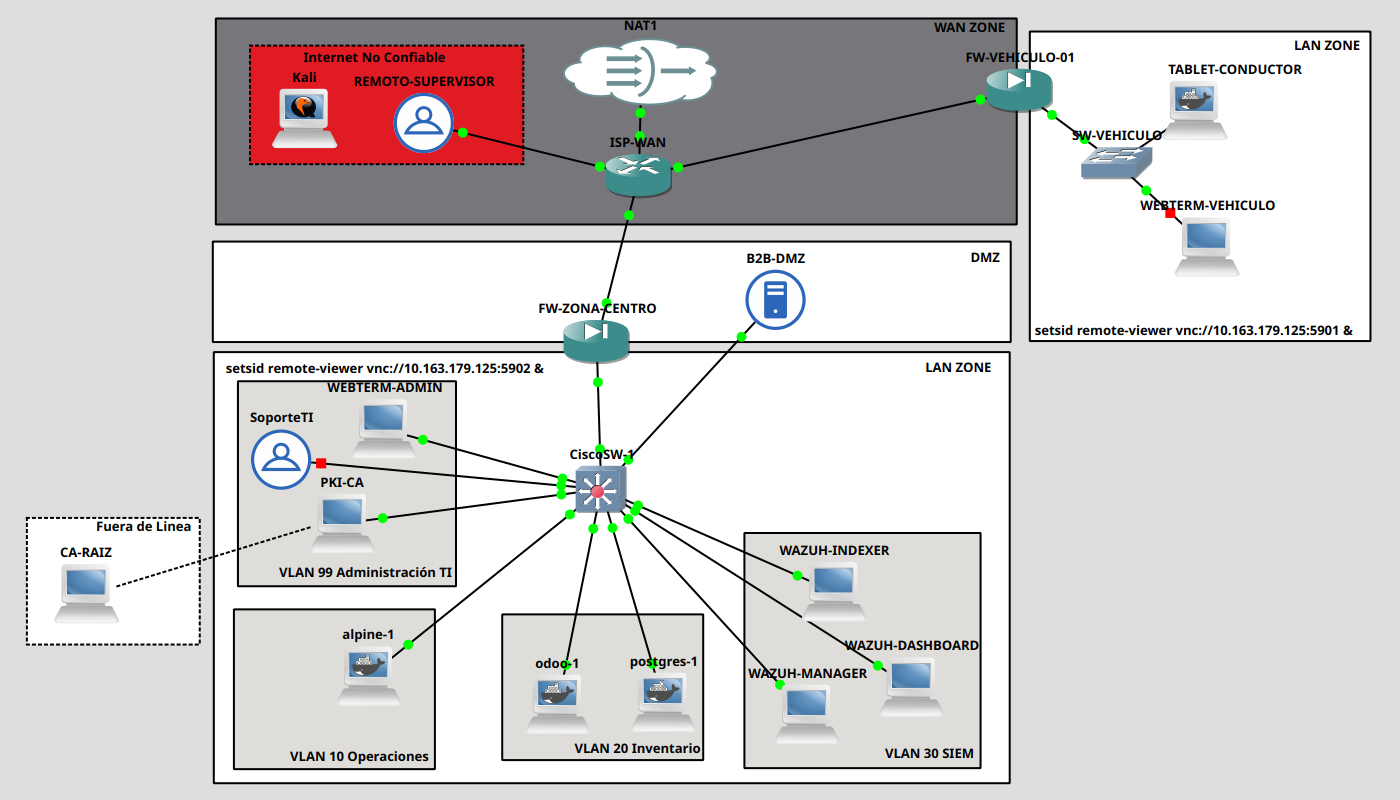 NAT1
WAN ZONE
Internet No Confiable
Kali
REMOTO-SUPERVISOR
ISP-WAN
FW-VEHICULO-01
LAN ZONE
TABLET-CONDUCTOR
SW-VEHICULO
WEBTERM-VEHICULO
setsid remote-viewer vnc://10.163.179.125:5901 &
B2B-DMZ
DMZ
FW-ZONA-CENTRO
setsid remote-viewer vnc://10.163.179.125:5902 &
LAN ZONE
WEBTERM-ADMIN
SoporteTI
PKI-CA
VLAN 99 Administración TI
CiscoSW-1
Fuera de Linea
CA-RAIZ
alpine-1
VLAN 10 Operaciones
odoo-1
postgres-1
VLAN 20 Inventario
WAZUH-INDEXER
WAZUH-DASHBOARD
WAZUH-MANAGER
VLAN 30 SIEM